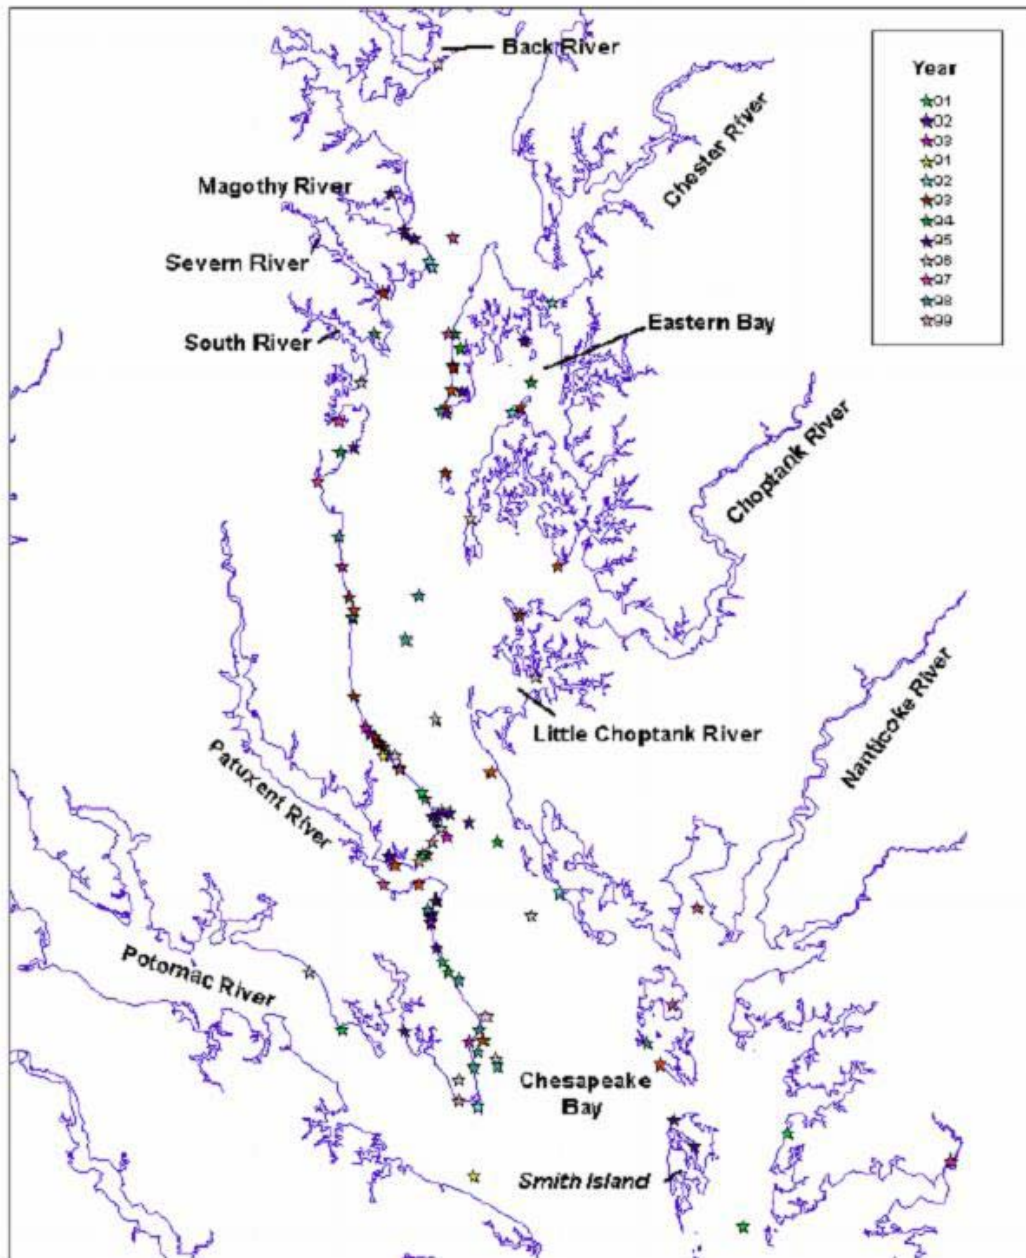 Back River
Year
01
02
03
91
92
93
94
95
96
97
98
99
Chester River
Magothy River
Severn River
South River
Eastern Bay
Choptank River
Little Choptank River
Nanticoke River
Patuxent River
Potomac River
Chesapeake
Bay
Smith Island